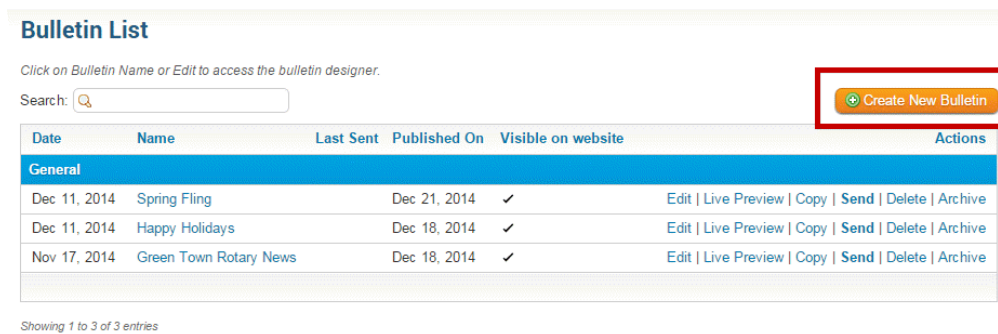 Bulletin List
Click on Bulletin Name or Edit to access the bulletin designer.
Search:
Create New Bulletin
Date Name Last Sent Published On Visible on website Actions
General
Dec 11, 2014 Spring Fling Dec 21, 2014 ✓ Edit | Live Preview | Copy | Send | Delete | Archive
Dec 11, 2014 Happy Holidays Dec 18, 2014 ✓ Edit | Live Preview | Copy | Send | Delete | Archive
Nov 17, 2014 Green Town Rotary News Dec 18, 2014 ✓ Edit | Live Preview | Copy | Send | Delete | Archive
Showing 1 to 3 of 3 entries